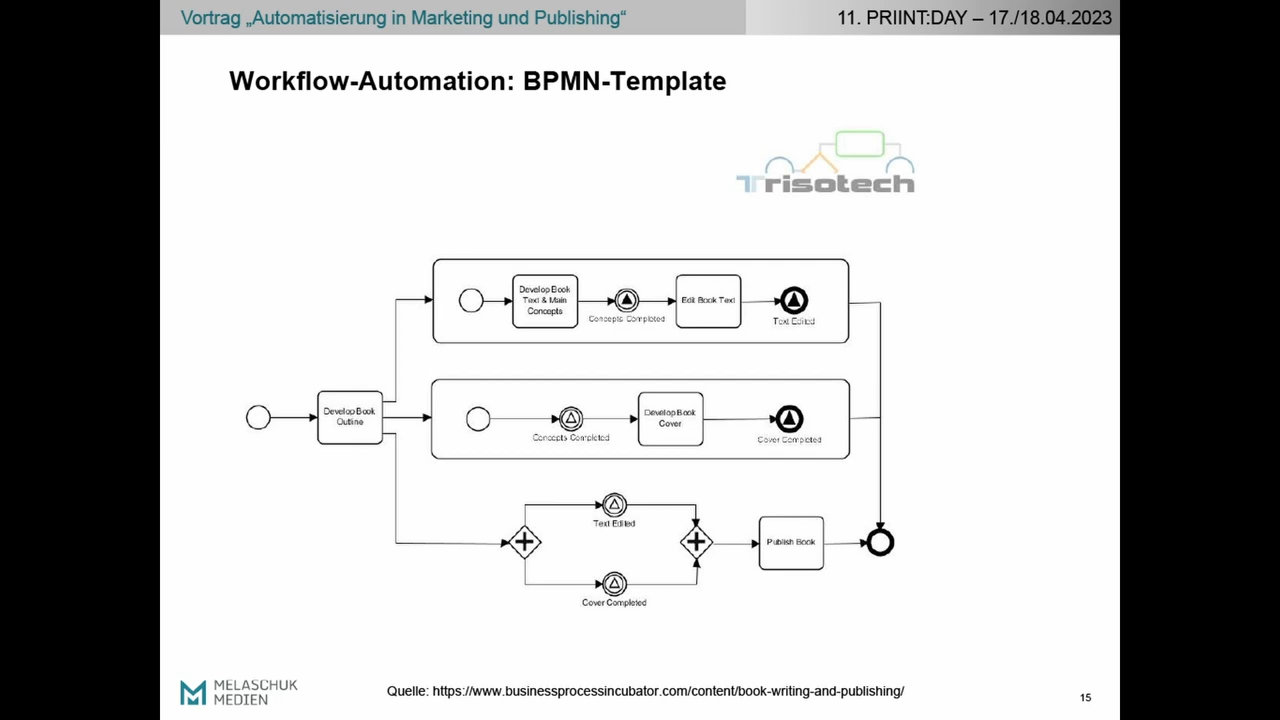 Vortrag „Automatisierung in Marketing und Publishing“
11. PRIINT:DAY – 17./18.04.2023
Workflow-Automation: BPMN-Template
Trisotech
Develop Book
Text & Main
Concepts
Concepts Completed
Edit Book Text
Text Edited
Develop Book
Outline
Concepts Completed
Develop Book
Cover
Cover Completed
Text Edited
Publish Book
Cover Completed
MELASCHUK
MEDIEN
Quelle: https://www.businessprocessincubator.com/content/book-writing-and-publishing/
15